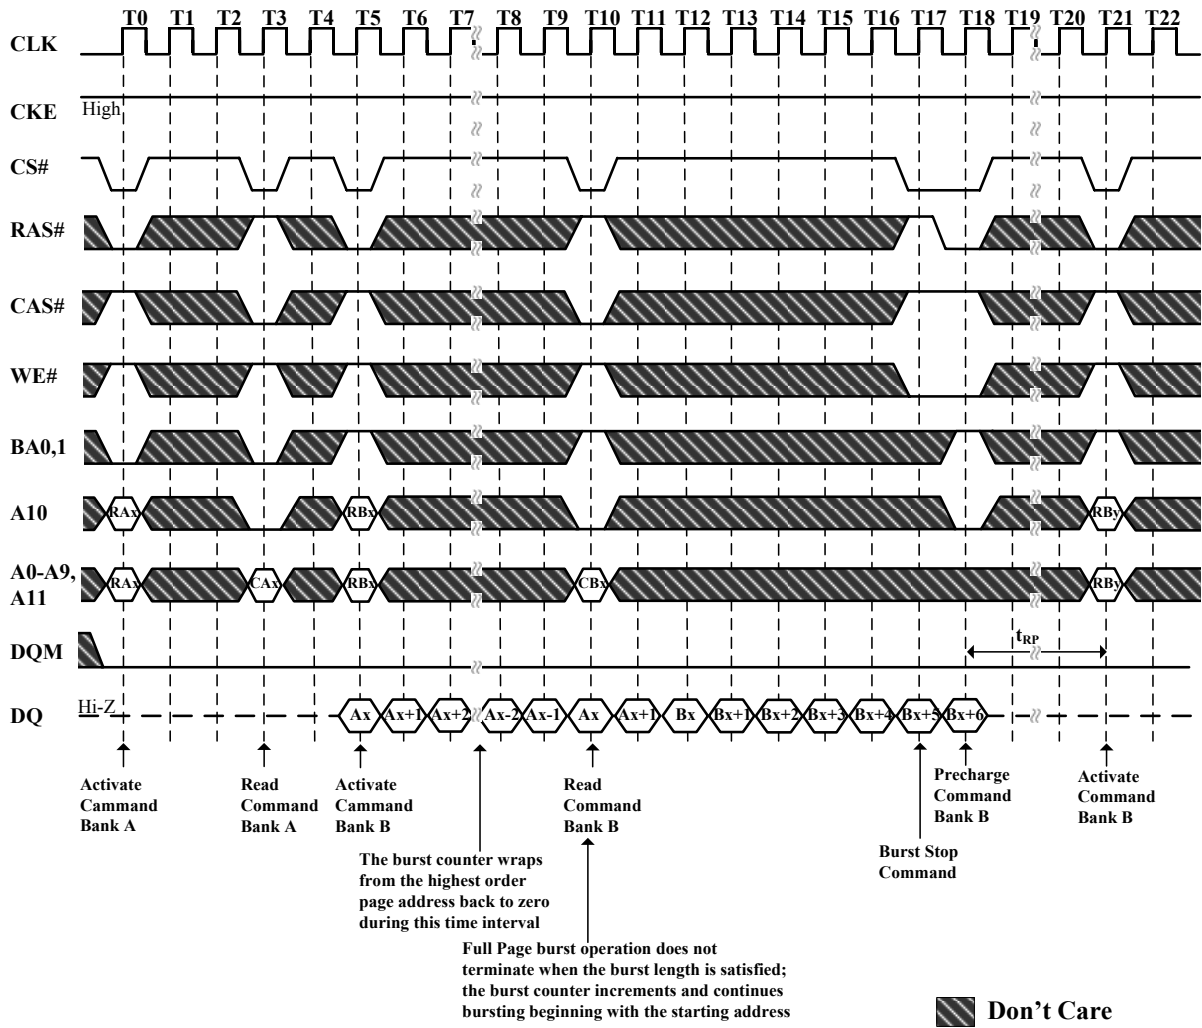 T0 T1 T2 T3 T4 T5 T6 T7 T8 T9 T10 T11 T12 T13 T14 T15 T16 T17 T18 T19 T20 T21 T22
CLK
CKE High
CS#
RAS#
CAS#
WE#
BA0,1
A10 RAx RBx RBy
A0-A9, A11 RAx CAx RBx CBx RBy
DQM tRP
DQ Hi-Z Ax Ax+1 Ax+2 Ax-2 Ax-1 Ax Ax+1 Bx Bx+1 Bx+2 Bx+3 Bx+4 Bx+5 Bx+6
Activate
Cammand
Bank A
Read
Command
Bank A
Activate
Cammand
Bank B
Read
Command
Bank B
Precharge
Command
Bank B
Activate
Command
Bank B
Burst Stop
Command
The burst counter wraps
from the highest order
page address back to zero
during this time interval
Full Page burst operation does not
terminate when the burst length is satisfied;
the burst counter increments and continues
bursting beginning with the starting address
Don't Care